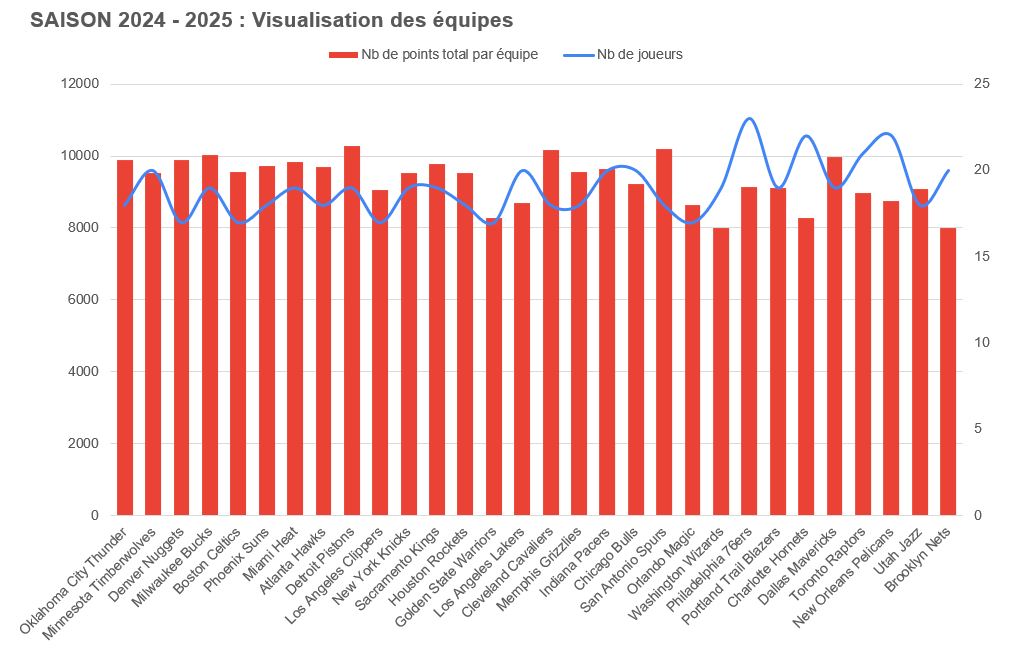 SAISON 2024 - 2025 : Visualisation des équipes
Nb de points total par équipe
Nb de joueurs
12000
10000
8000
6000
4000
2000
0
25
20
15
10
5
0
Oklahoma City Thunder
Minnesota Timberwolves
Denver Nuggets
Milwaukee Bucks
Boston Celtics
Phoenix Suns
Miami Heat
Atlanta Hawks
Detroit Pistons
Los Angeles Clippers
New York Knicks
Sacramento Kings
Houston Rockets
Golden State Warriors
Los Angeles Lakers
Cleveland Cavaliers
Memphis Grizzlies
Indiana Pacers
Chicago Bulls
San Antonio Spurs
Orlando Magic
Washington Wizards
Philadelphia 76ers
Portland Trail Blazers
Charlotte Hornets
Dallas Mavericks
Toronto Raptors
New Orleans Pelicans
Utah Jazz
Brooklyn Nets